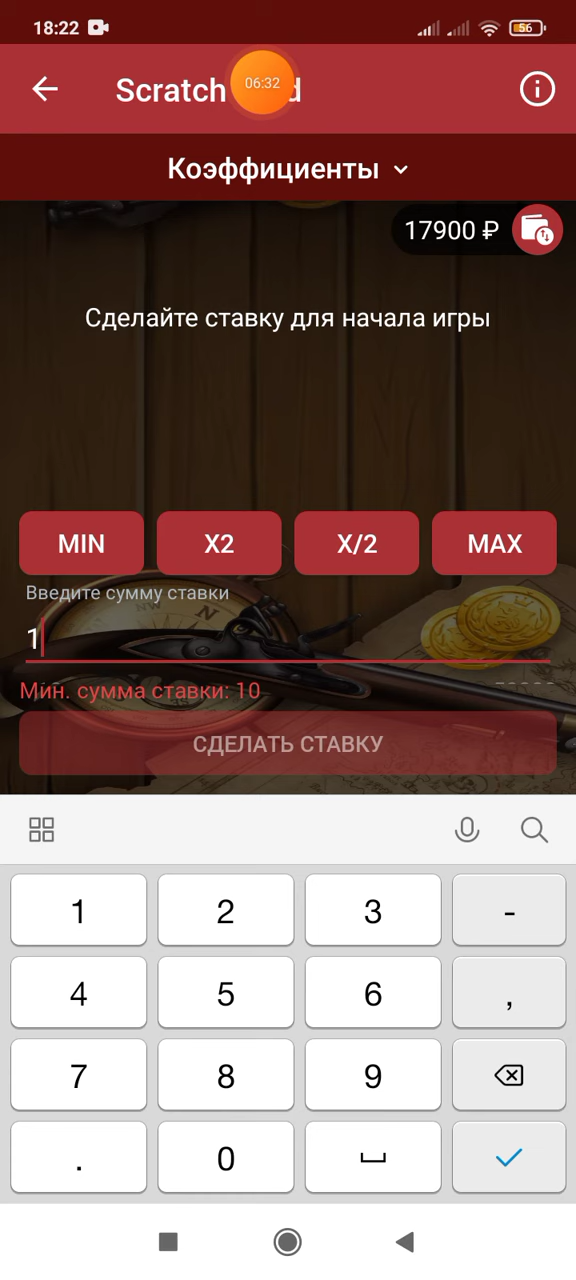 18:22
56
Scratch
06:32
Коэффициенты
17900 ₽
Сделайте ставку для начала игры
MIN X2 X/2 MAX
Введите сумму ставки
1
Мин. сумма ставки: 10
СДЕЛАТЬ СТАВКУ
1 2 3 -
4 5 6 ,
7 8 9
. 0